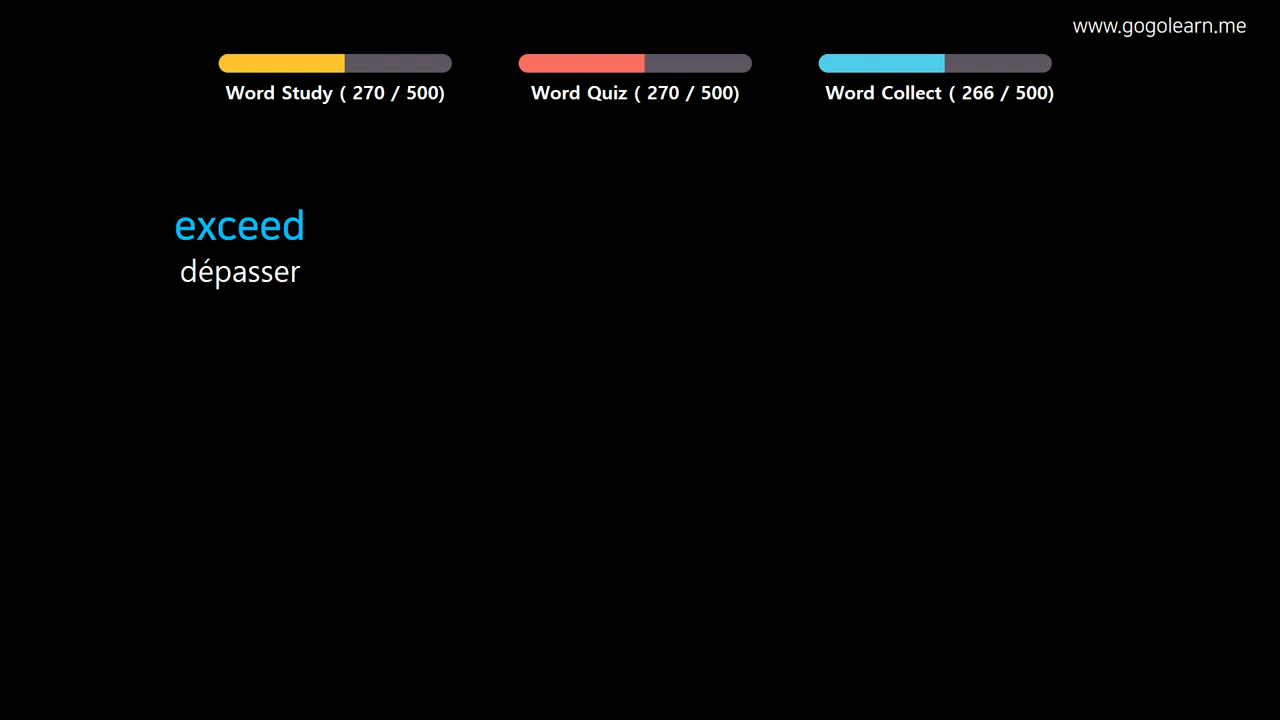 www.gogolearn.me
Word Study ( 270 / 500)
Word Quiz ( 270 / 500)
Word Collect ( 266 / 500)
exceed
dépasser